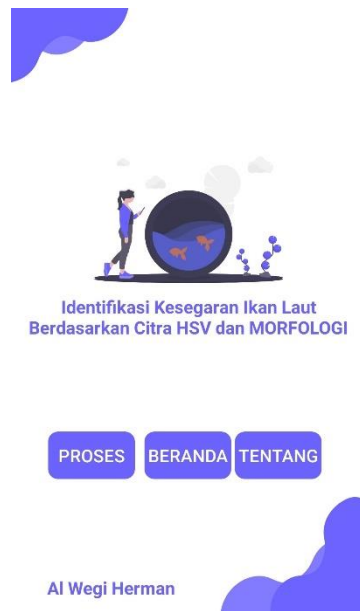 Identifikasi Kesegaran Ikan Laut
Berdasarkan Citra HSV dan MORFOLOGI
PROSES BERANDA TENTANG
Al Wegi Herman